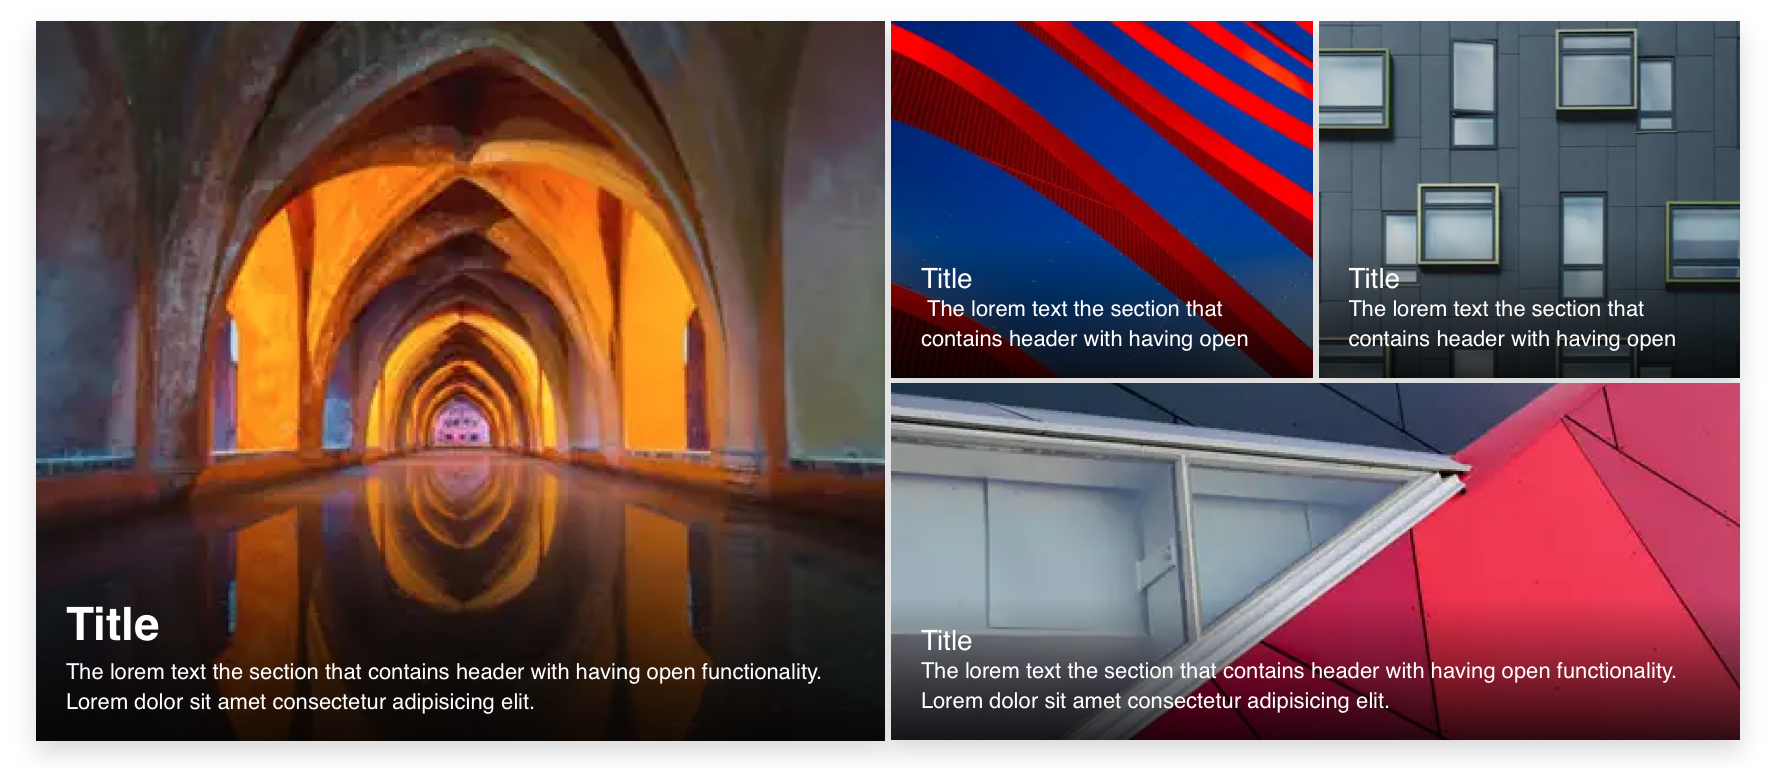 Title
The lorem text the section that contains header with having open functionality.
Lorem dolor sit amet consectetur adipisicing elit.
Title
The lorem text the section that
contains header with having open
Title
The lorem text the section that
contains header with having open
Title
The lorem text the section that contains header with having open functionality.
Lorem dolor sit amet consectetur adipisicing elit.